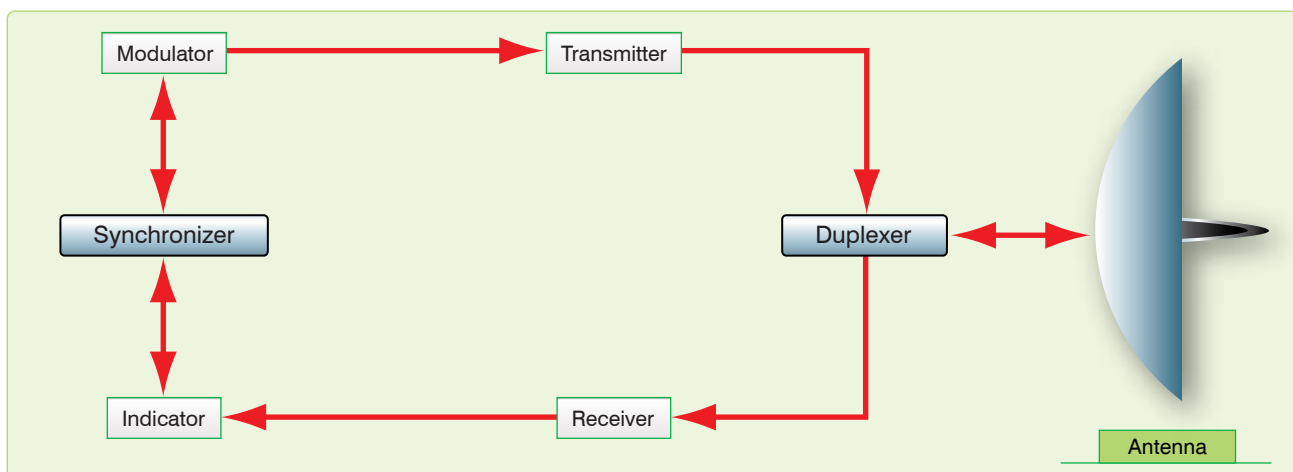 Modulator
Transmitter
Synchronizer
Duplexer
Indicator
Receiver
Antenna